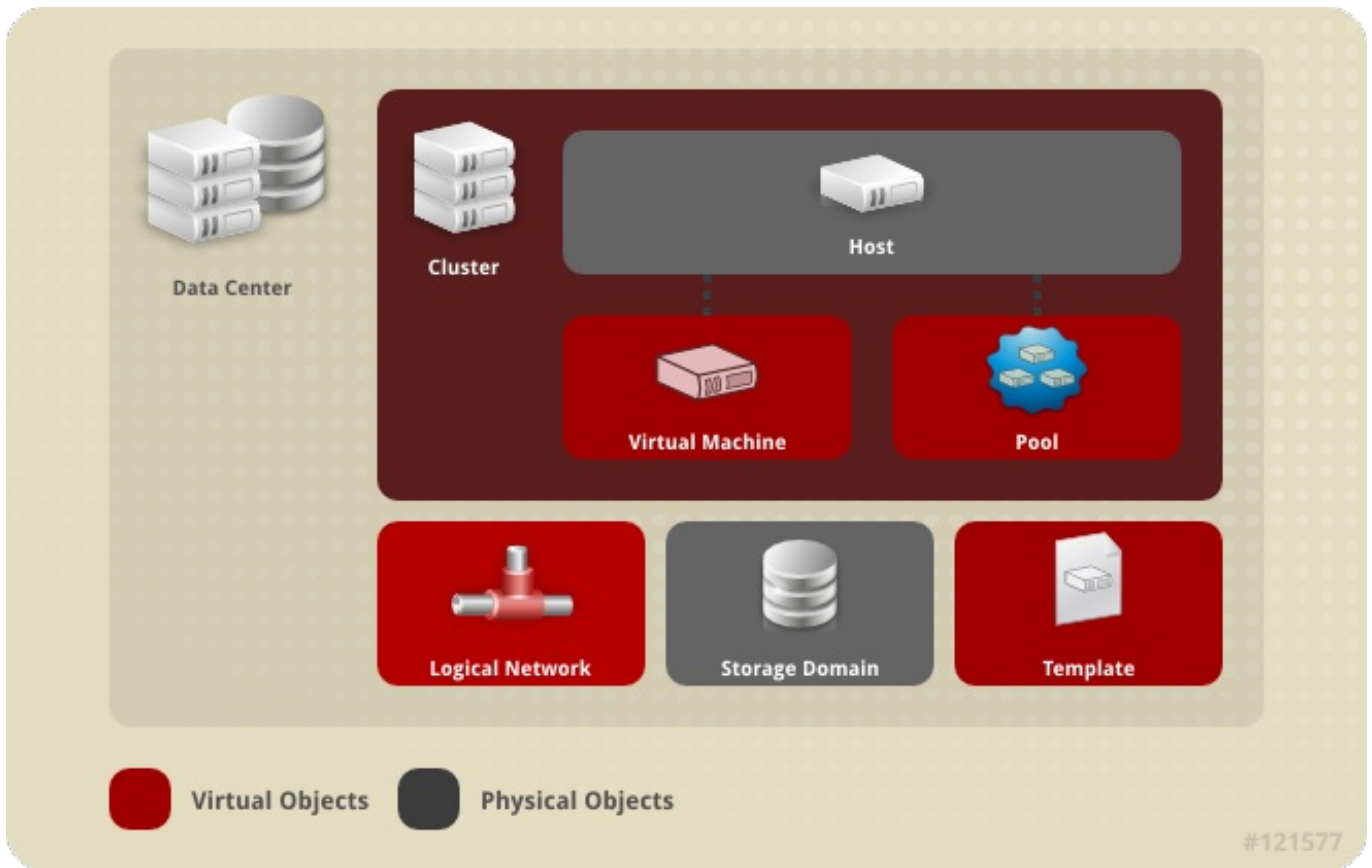 Data Center
Cluster
Host
Virtual Machine
Pool
Logical Network
Storage Domain
Template
Virtual Objects
Physical Objects
#121577